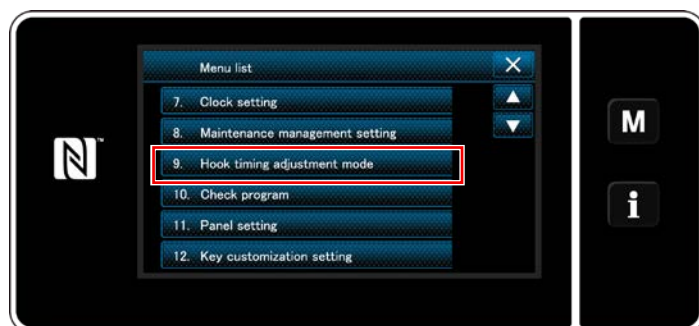 Menu list
7. Clock setting
8. Maintenance management setting
9. Hook timing adjustment mode
10. Check program
11. Panel setting
12. Key customization setting
M
i